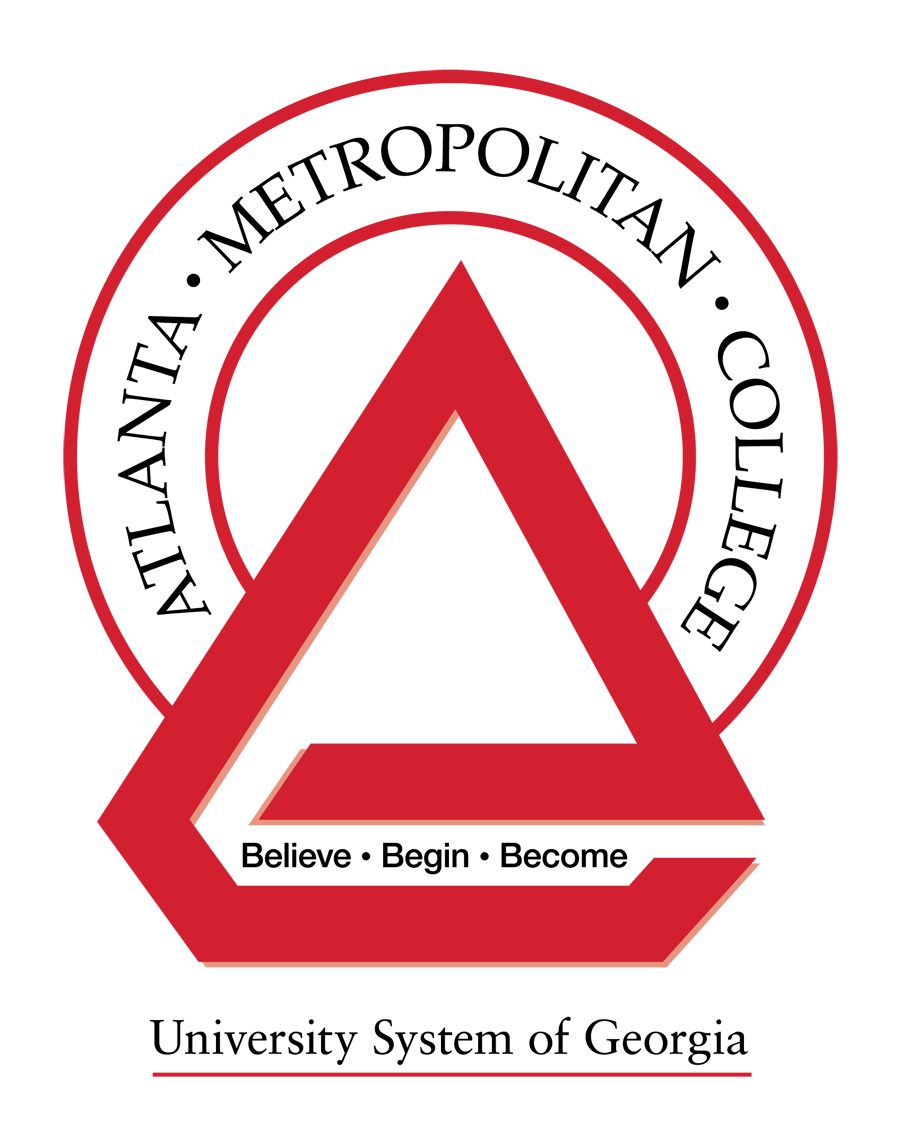 ATLANTA • METROPOLITAN • COLLEGE
Believe • Begin • Become
University System of Georgia